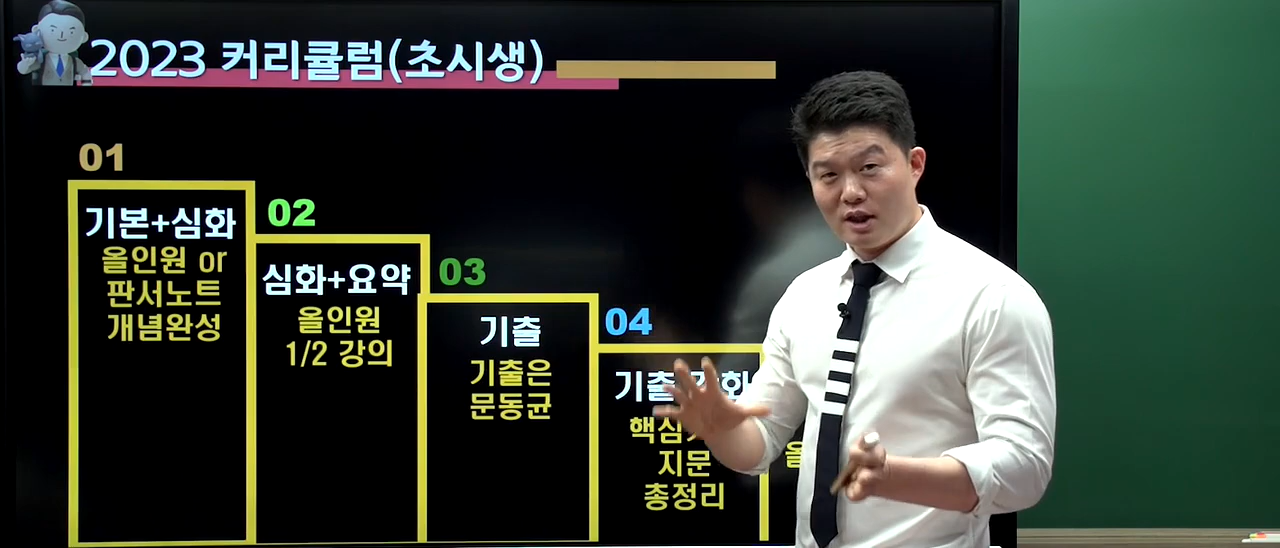 2023 커리큘럼(초시생)
01
기본+심화
올인원 or
판서노트
개념완성
02
심화+요약
올인원
1/2 강의
03
기출
기출은
문동균
04
지문
총정리